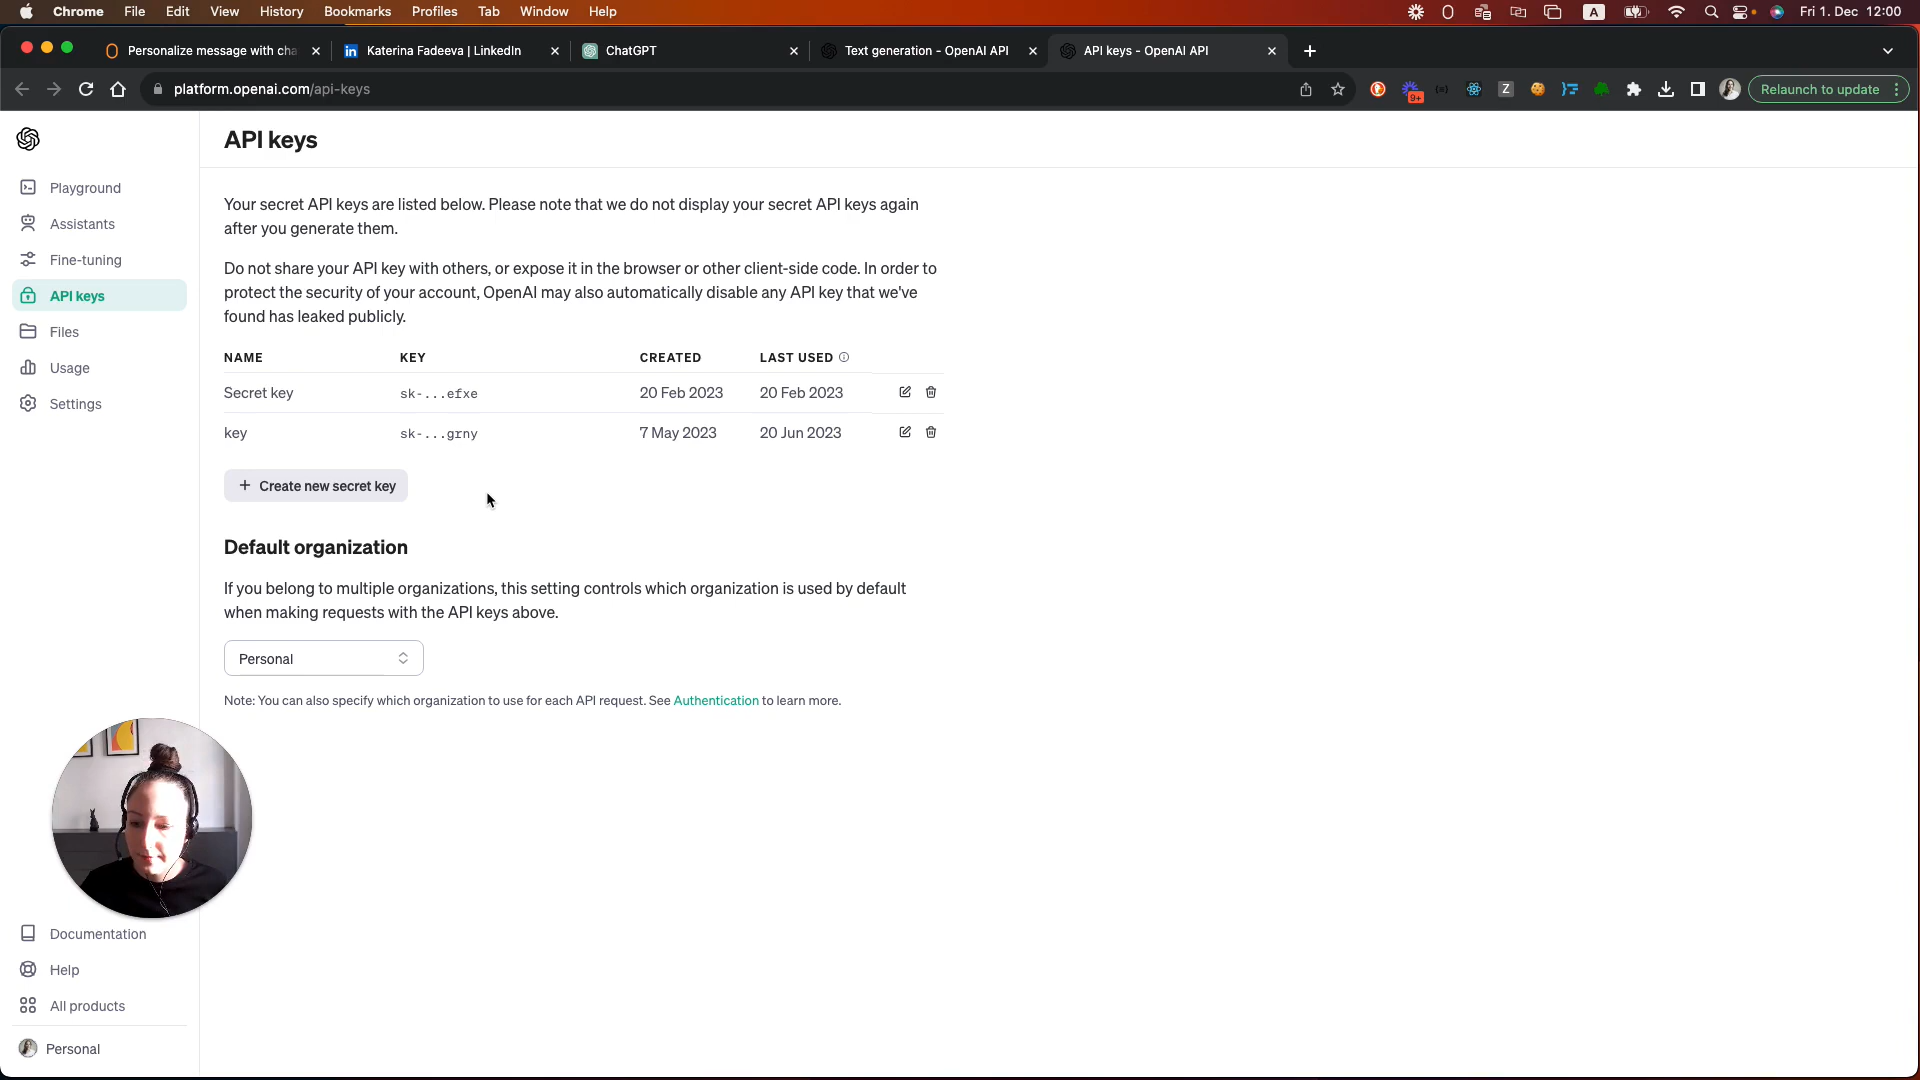 Chrome File Edit View History Bookmarks Profiles Tab Window Help
A Fri 1. Dec 12:00
Personalize message with cha
Katerina Fadeeva | LinkedIn
ChatGPT
Text generation - OpenAI API
API keys - OpenAI API
platform.openai.com/api-keys
9+
Z
Relaunch to update
Playground
Assistants
Fine-tuning
API keys
Files
Usage
Settings
API keys
Your secret API keys are listed below. Please note that we do not display your secret API keys again
after you generate them.
Do not share your API key with others, or expose it in the browser or other client-side code. In order to
protect the security of your account, OpenAI may also automatically disable any API key that we've
found has leaked publicly.
NAME KEY CREATED LAST USED
Secret key sk-...efxe 20 Feb 2023 20 Feb 2023
key sk-...grny 7 May 2023 20 Jun 2023
+ Create new secret key
Default organization
If you belong to multiple organizations, this setting controls which organization is used by default
when making requests with the API keys above.
Personal
Note: You can also specify which organization to use for each API request. See Authentication to learn more.
Documentation
Help
All products
Personal